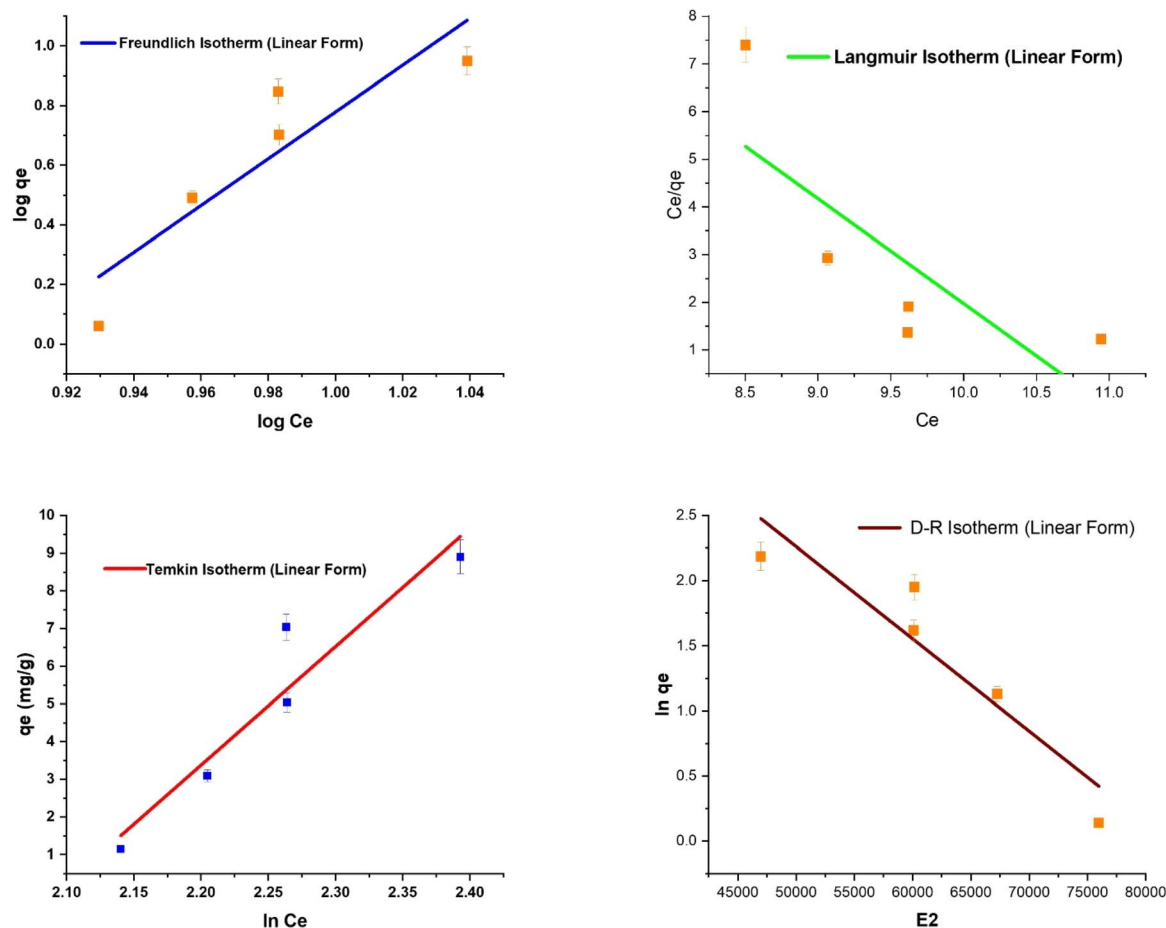 Freundlich Isotherm (Linear Form)
log qe
1.0
0.8
0.6
0.4
0.2
0.0
0.92 0.94 0.96 0.98 1.00 1.02 1.04
log Ce
Langmuir Isotherm (Linear Form)
Ce/qe
8
7
6
5
4
3
2
1
8.5 9.0 9.5 10.0 10.5 11.0
Ce
Temkin Isotherm (Linear Form)
qe (mg/g)
10
9
8
7
6
5
4
3
2
1
2.10 2.15 2.20 2.25 2.30 2.35 2.40
ln Ce
D-R Isotherm (Linear Form)
ln qe
2.5
2.0
1.5
1.0
0.5
0.0
45000 50000 55000 60000 65000 70000 75000 80000
E2